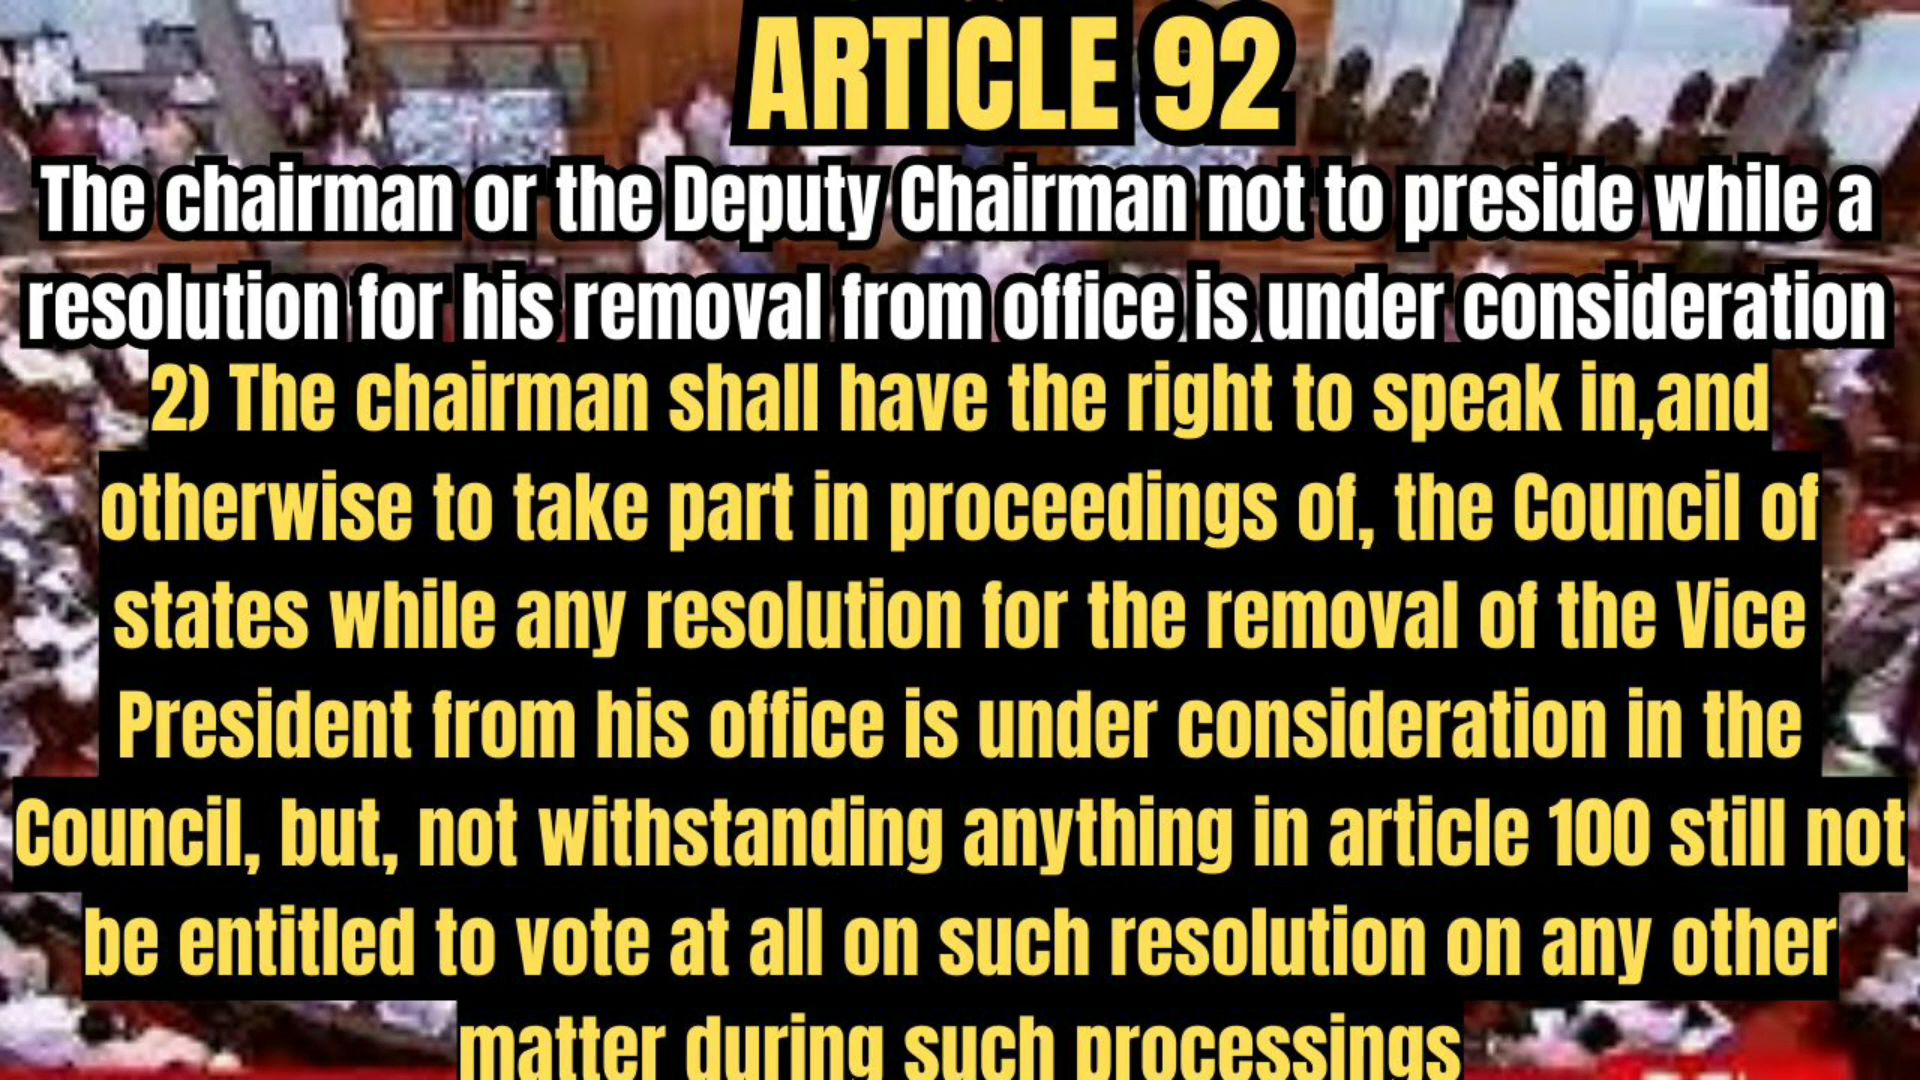 ARTICLE 92
The chairman or the Deputy Chairman not to preside while a
resolution for his removal from office is under consideration
2) The chairman shall have the right to speak in,and
otherwise to take part in proceedings of, the Council of
states while any resolution for the removal of the Vice
President from his office is under consideration in the
Council, but, not withstanding anything in article 100 still not
be entitled to vote at all on such resolution on any other
matter during such processings